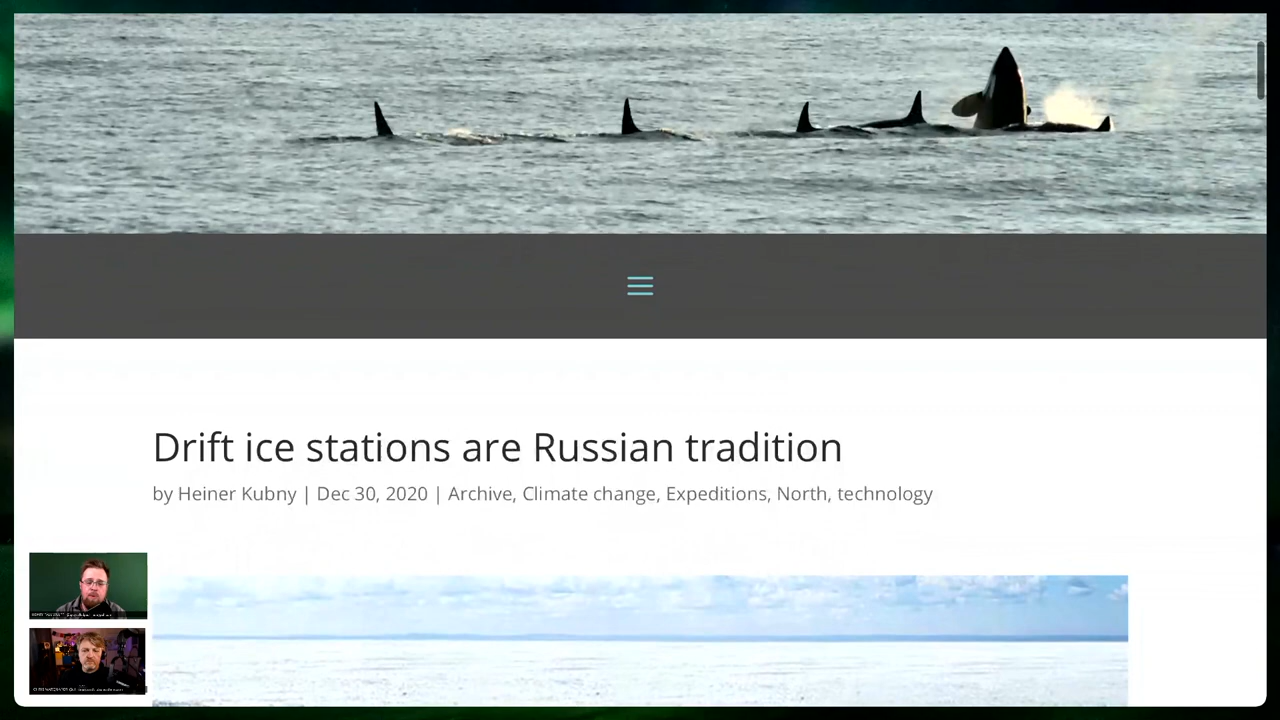 Drift ice stations are Russian tradition
by Heiner Kubny | Dec 30, 2020 | Archive, Climate change, Expeditions, North, technology